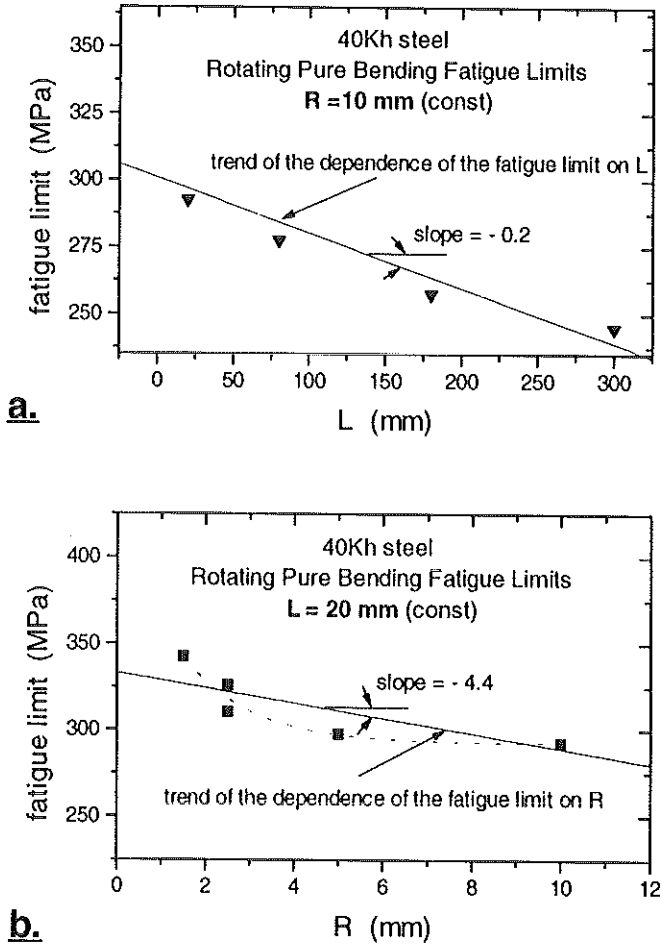 40Kh steel
Rotating Pure Bending Fatigue Limits
R =10 mm (const)
trend of the dependence of the fatigue limit on L
slope = - 0.2
fatigue limit (MPa)
350
325
300
275
250
0 50 100 150 200 250 300
L (mm)
a.
40Kh steel
Rotating Pure Bending Fatigue Limits
L = 20 mm (const)
slope = - 4.4
trend of the dependence of the fatigue limit on R
fatigue limit (MPa)
400
350
300
250
0 2 4 6 8 10 12
R (mm)
b.